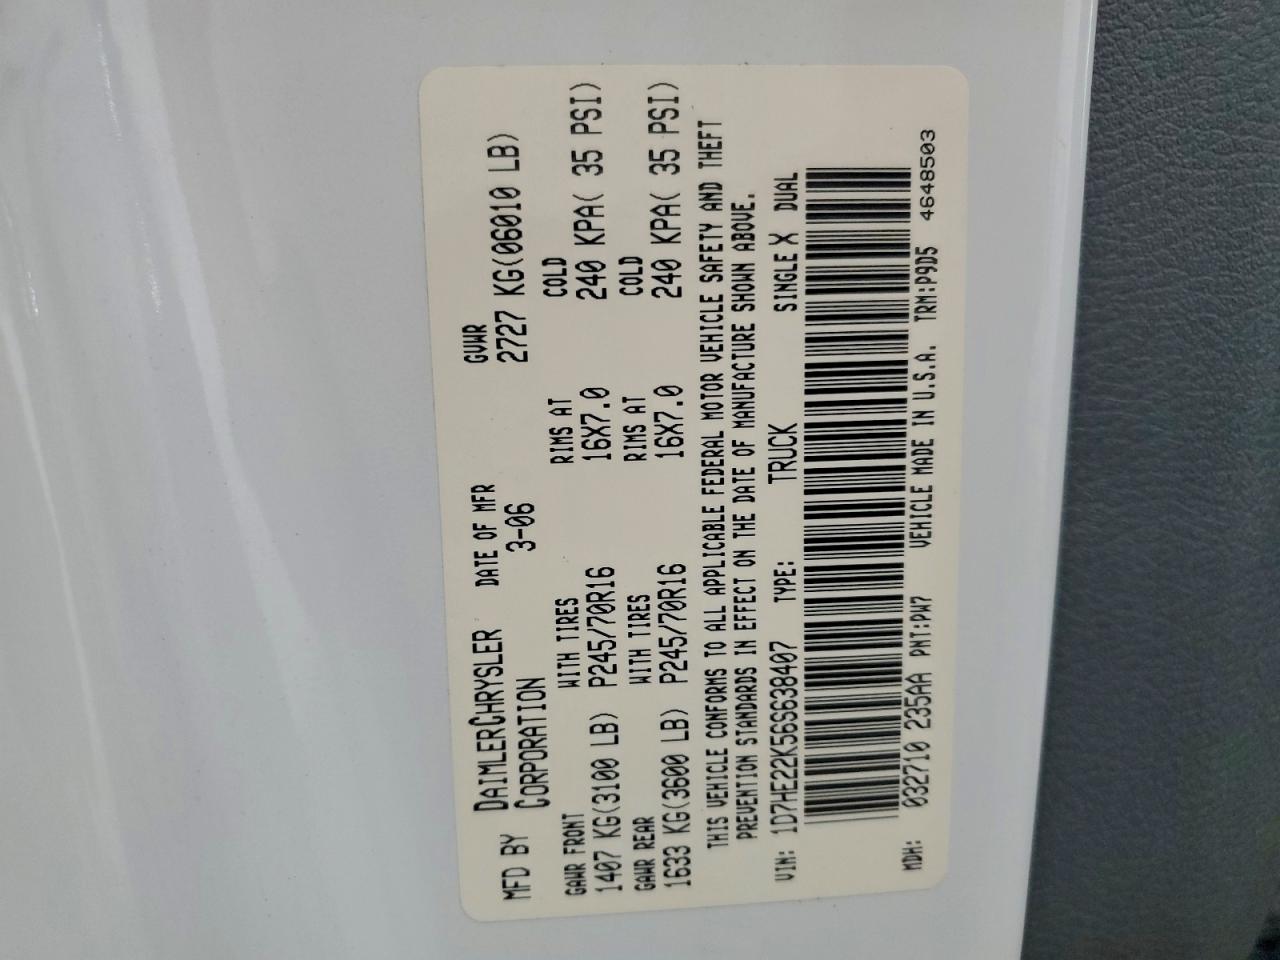 MFD BY DAIMLERCHRYSLER DATE OF MFR GVWR
CORPORATION 3-06 2727 KG(06010 LB)
GAWR FRONT WITH TIRES RIMS AT COLD
1407 KG(3100 LB) P245/70R16 16X7.0 240 KPA( 35 PSI)
GAWR REAR WITH TIRES RIMS AT COLD
1633 KG(3600 LB) P245/70R16 16X7.0 240 KPA( 35 PSI)
THIS VEHICLE CONFORMS TO ALL APPLICABLE FEDERAL MOTOR VEHICLE SAFETY AND THEFT
PREVENTION STANDARDS IN EFFECT ON THE DATE OF MANUFACTURE SHOWN ABOVE.
VIN: 1D7HE22K56S638407 TYPE: TRUCK SINGLE X DUAL
MDH: 032710 235AA PNT:PW7 VEHICLE MADE IN U.S.A. TRM:P9D5 4648503